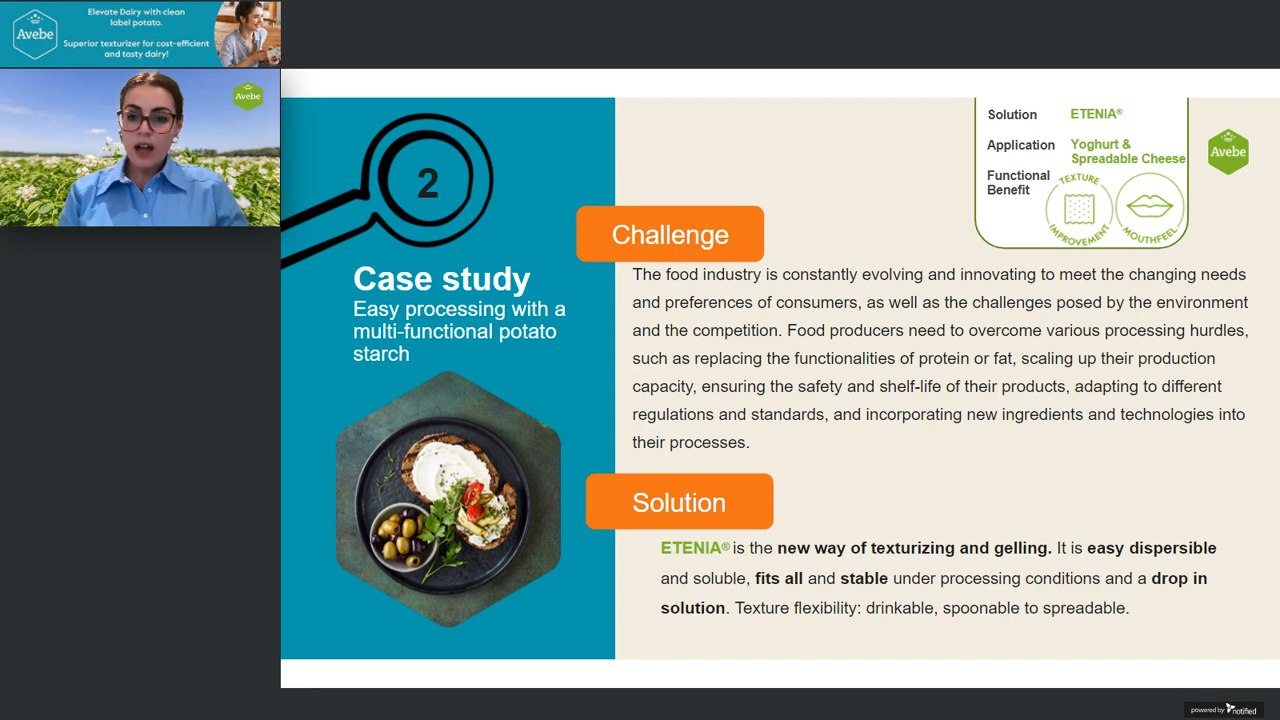 Elevate Dairy with clean
label potato.
Superior texturizer for cost-efficient
and tasty dairy!
Avebe
Avebe
2
Case study
Easy processing with a
multi-functional potato
starch
Solution ETENIA®
Application Yoghurt &
Spreadable Cheese
Functional
Benefit
TEXTURE
IMPROVEMENT
MOUTHFEEL
Avebe
Challenge
The food industry is constantly evolving and innovating to meet the changing needs
and preferences of consumers, as well as the challenges posed by the environment
and the competition. Food producers need to overcome various processing hurdles,
such as replacing the functionalities of protein or fat, scaling up their production
capacity, ensuring the safety and shelf-life of their products, adapting to different
regulations and standards, and incorporating new ingredients and technologies into
their processes.
Solution
ETENIA® is the new way of texturizing and gelling. It is easy dispersible
and soluble, fits all and stable under processing conditions and a drop in
solution. Texture flexibility: drinkable, spoonable to spreadable.
powered by notified